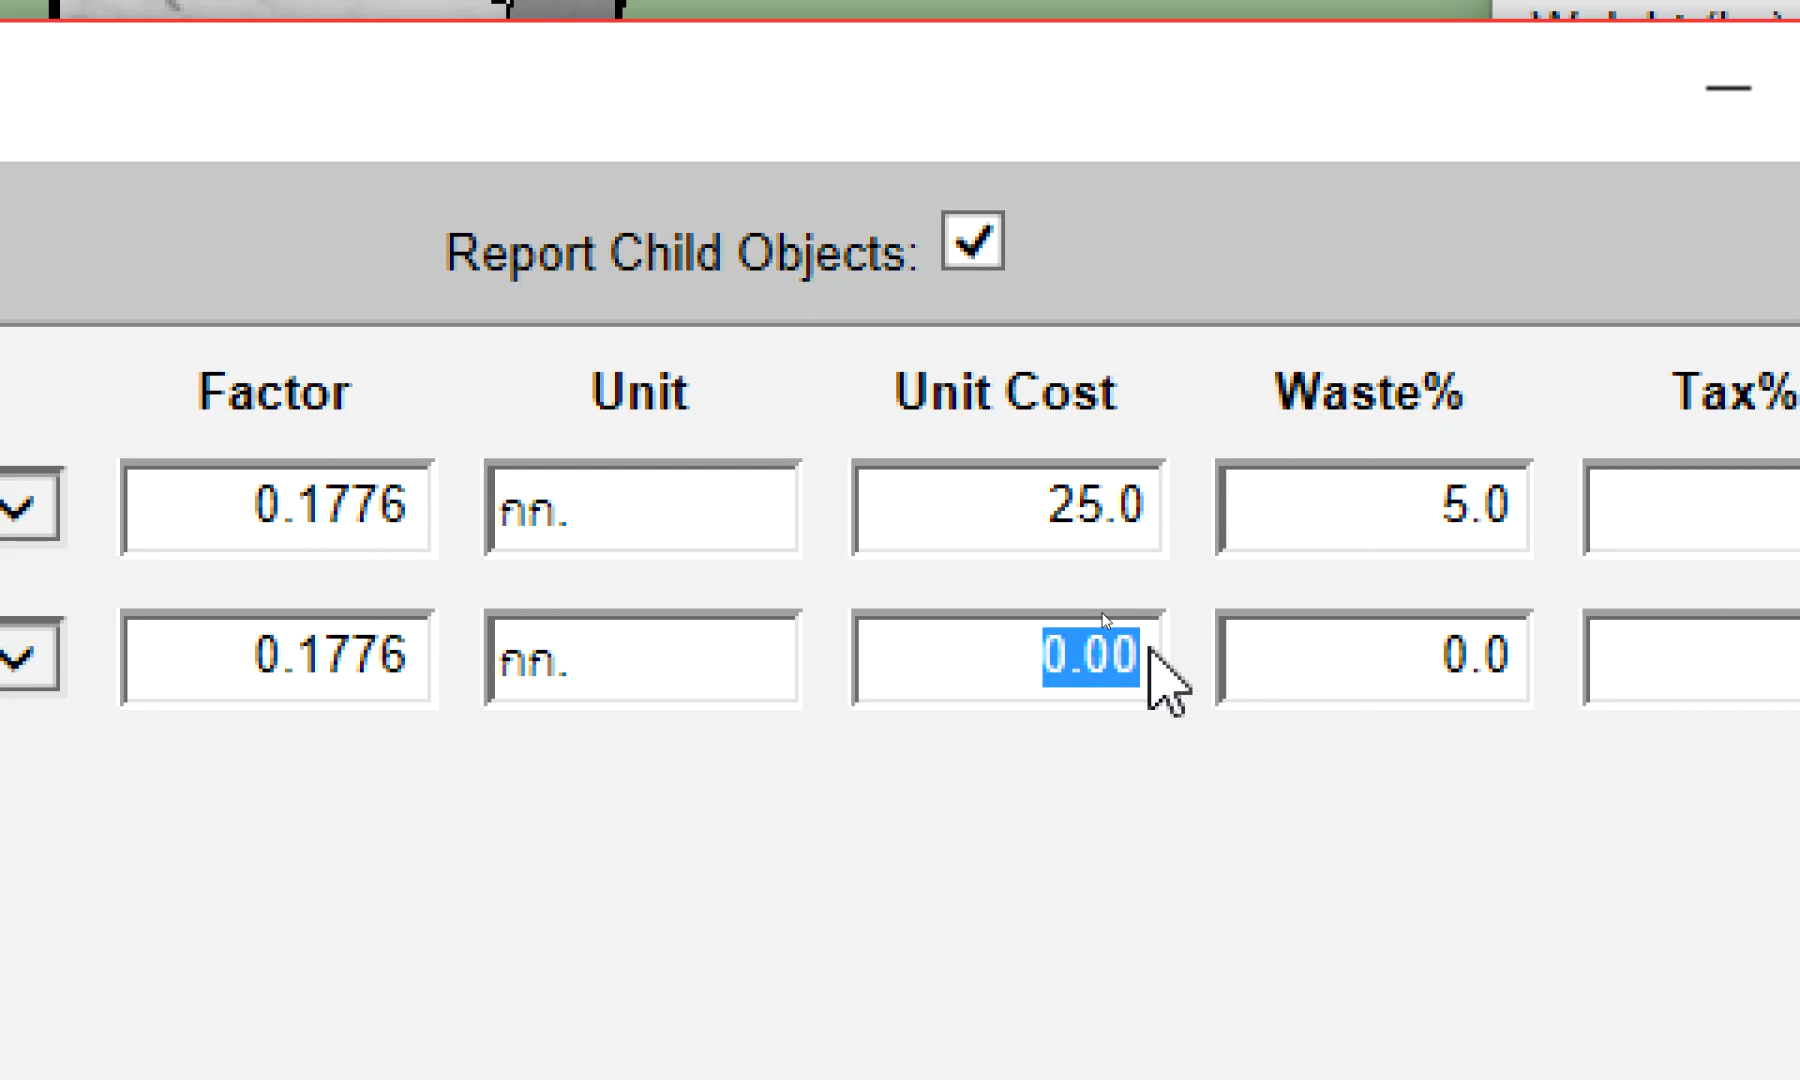 Report Child Objects:
Factor Unit Unit Cost Waste% Tax%
0.1776 กก. 25.0 5.0
0.1776 กก. 0.00 0.0